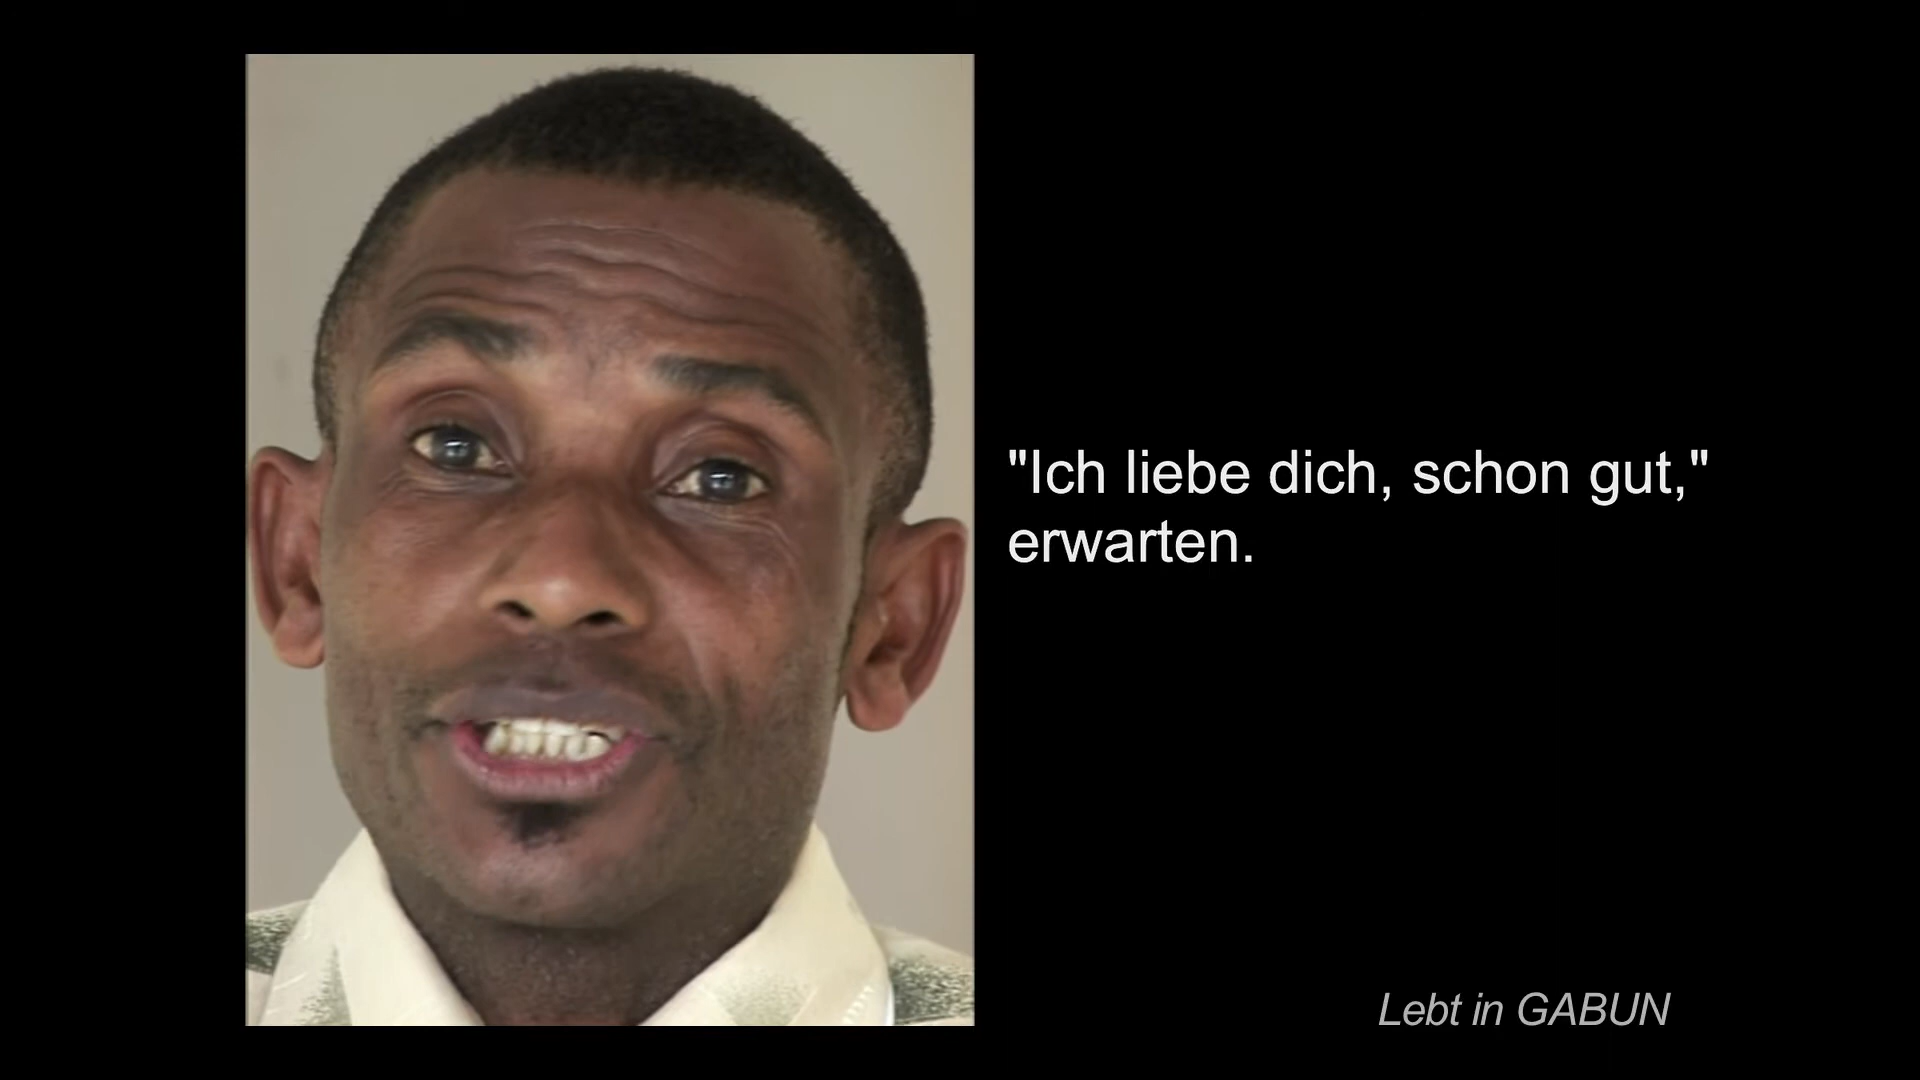 "Ich liebe dich, schon gut,"
erwarten.
Lebt in GABUN